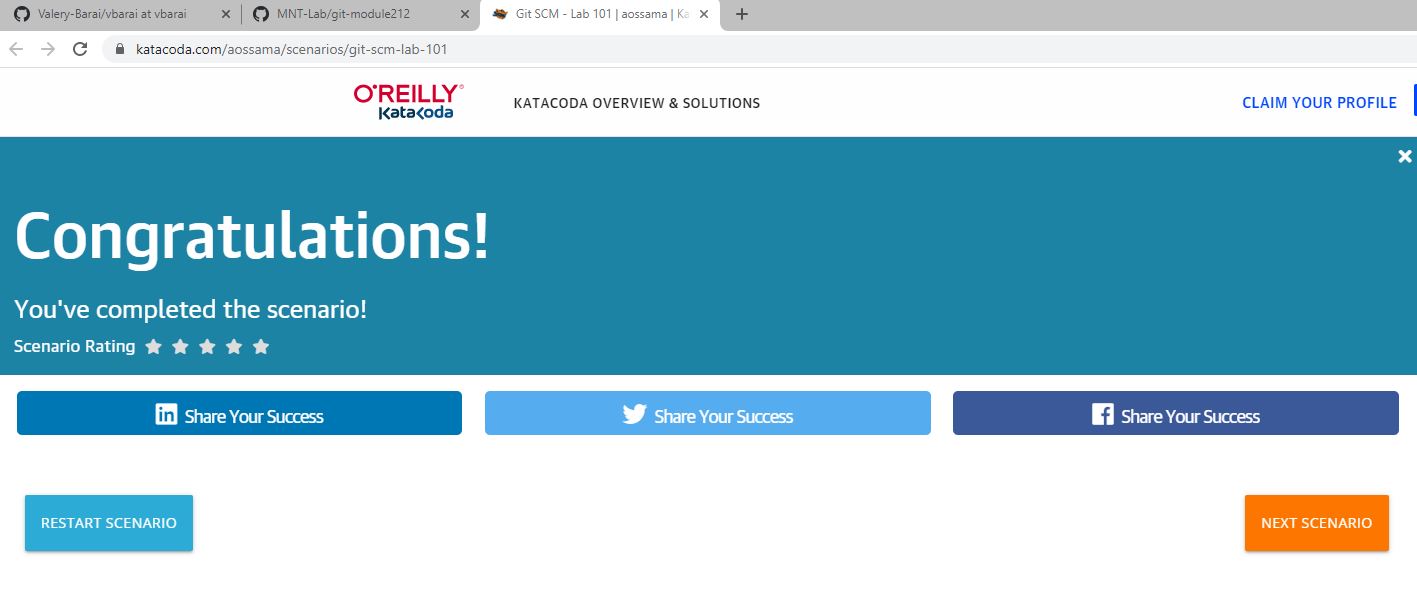 Valery-Barai/vbarai at vbarai
MNT-Lab/git-module212
Git SCM - Lab 101 | aossama | Ka
katacoda.com/aossama/scenarios/git-scm-lab-101
O'REILLY®
KataKoda
KATACODA OVERVIEW & SOLUTIONS
CLAIM YOUR PROFILE
Congratulations!
You've completed the scenario!
Scenario Rating
Share Your Success
Share Your Success
Share Your Success
RESTART SCENARIO
NEXT SCENARIO